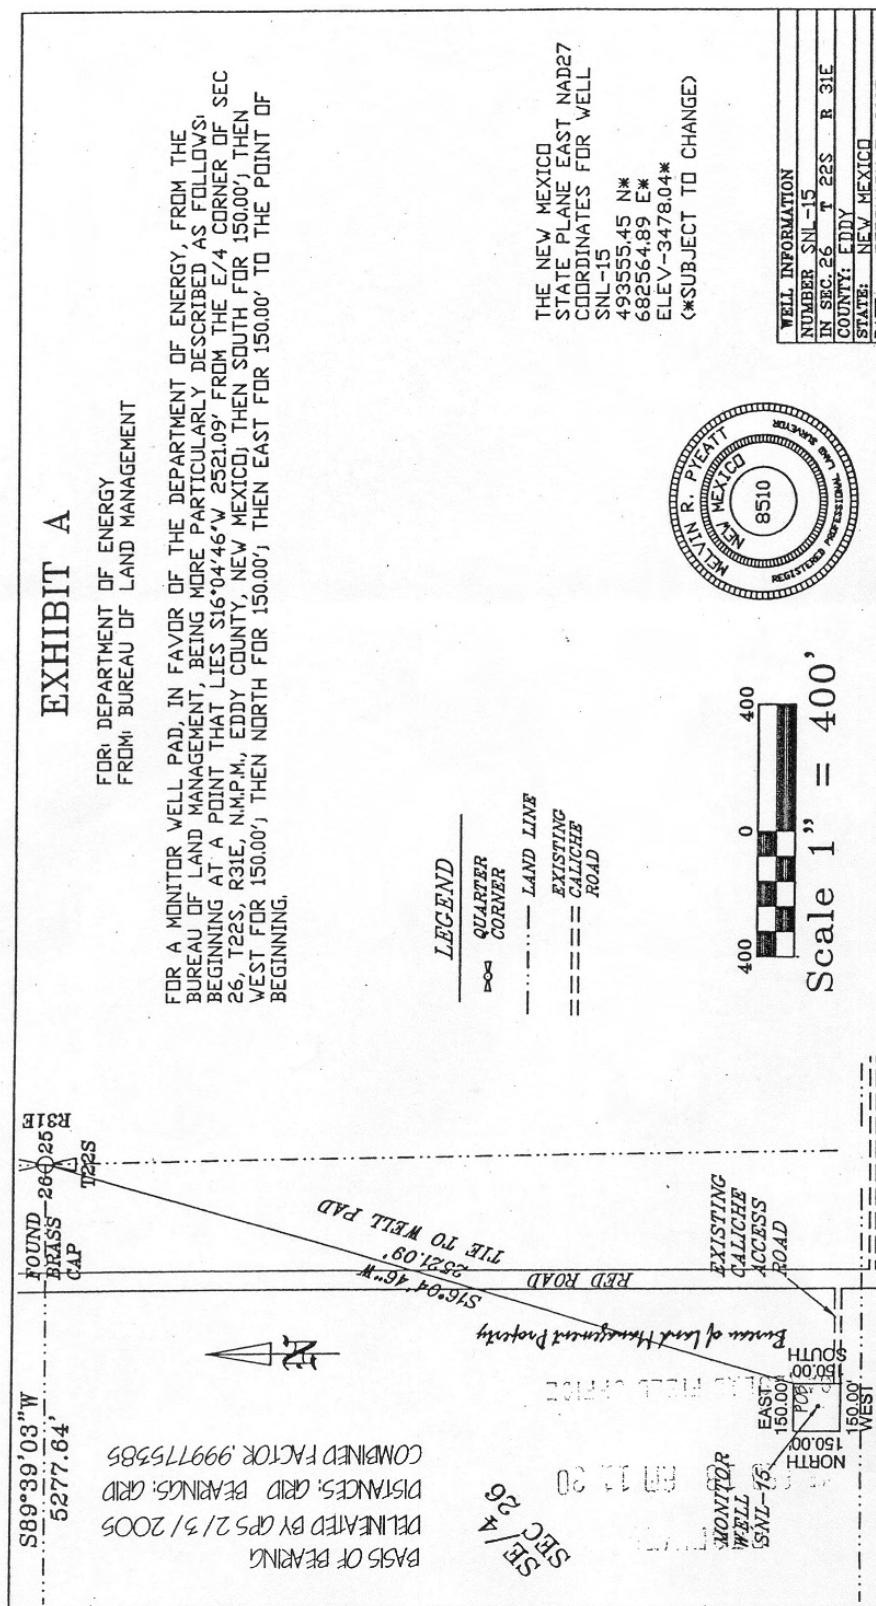 EXHIBIT A
FOR: DEPARTMENT OF ENERGY
FROM: BUREAU OF LAND MANAGEMENT
FOR A MONITOR WELL PAD, IN FAVOR OF THE DEPARTMENT OF ENERGY, FROM THE
BUREAU OF LAND MANAGEMENT, BEING MORE PARTICULARLY DESCRIBED AS FOLLOWS:
BEGINNING AT A POINT THAT LIES S16°04'46"W 2521.09' FROM THE E/4 CORNER OF SEC
26, T22S, R31E, N.M.P.M., EDDY COUNTY, NEW MEXICO; THEN SOUTH FOR 150.00'; THEN
WEST FOR 150.00'; THEN NORTH FOR 150.00'; THEN EAST FOR 150.00' TO THE POINT OF
BEGINNING.
LEGEND
QUARTER
CORNER
LAND LINE
EXISTING
CALICHE
ROAD
THE NEW MEXICO
STATE PLANE EAST NAD27
COORDINATES FOR WELL
SNL-15
493555.45 N*
682564.89 E*
ELEV-3478.04*
(*SUBJECT TO CHANGE)
400 0 400
Scale 1" = 400'
MELVIN R. PYEATT
NEW MEXICO
8510
REGISTERED PROFESSIONAL LAND SURVEYOR
WELL INFORMATION
NUMBER SNL-15
IN SEC. 26 T 22S R 31E
COUNTY: EDDY
STATE: NEW MEXICO
S89°39'03"W
5277.64'
FOUND
BRASS
CAP
26 25
R31E
T22S
BASIS OF BEARING
DELINEATED BY GPS 2/3/2005
DISTANCES: GRID BEARINGS: GRID
COMBINED FACTOR .999775385
S16°04'46"W
2521.09'
TIE TO WELL PAD
RED ROAD
Bureau of Land Management Property
SE/4
SEC 26
FIELD OFFICE
AM 11 30
MONITOR
WELL
SNL-15
EAST
150.00'
POB
SOUTH
150.00'
NORTH
150.00'
150.00'
WEST
EXISTING
CALICHE
ACCESS
ROAD